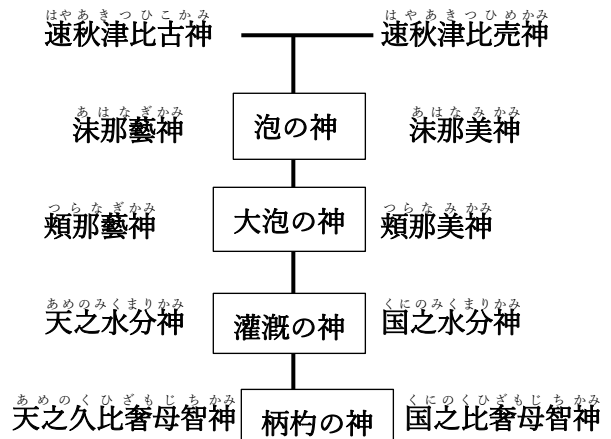 はやあきつひこかみ はやあきつひめかみ
速秋津比古神 速秋津比売神
あはなぎかみ あはなみかみ
沫那藝神 泡の神 沫那美神
つらなぎかみ つらなみかみ
頬那藝神 大泡の神 頬那美神
あめのみくまりかみ くにのみくまりかみ
天之水分神 灌漑の神 国之水分神
あめのくひざもじちかみ くにのくひざもじちかみ
天之久比奢母智神 柄杓の神 国之比奢母智神